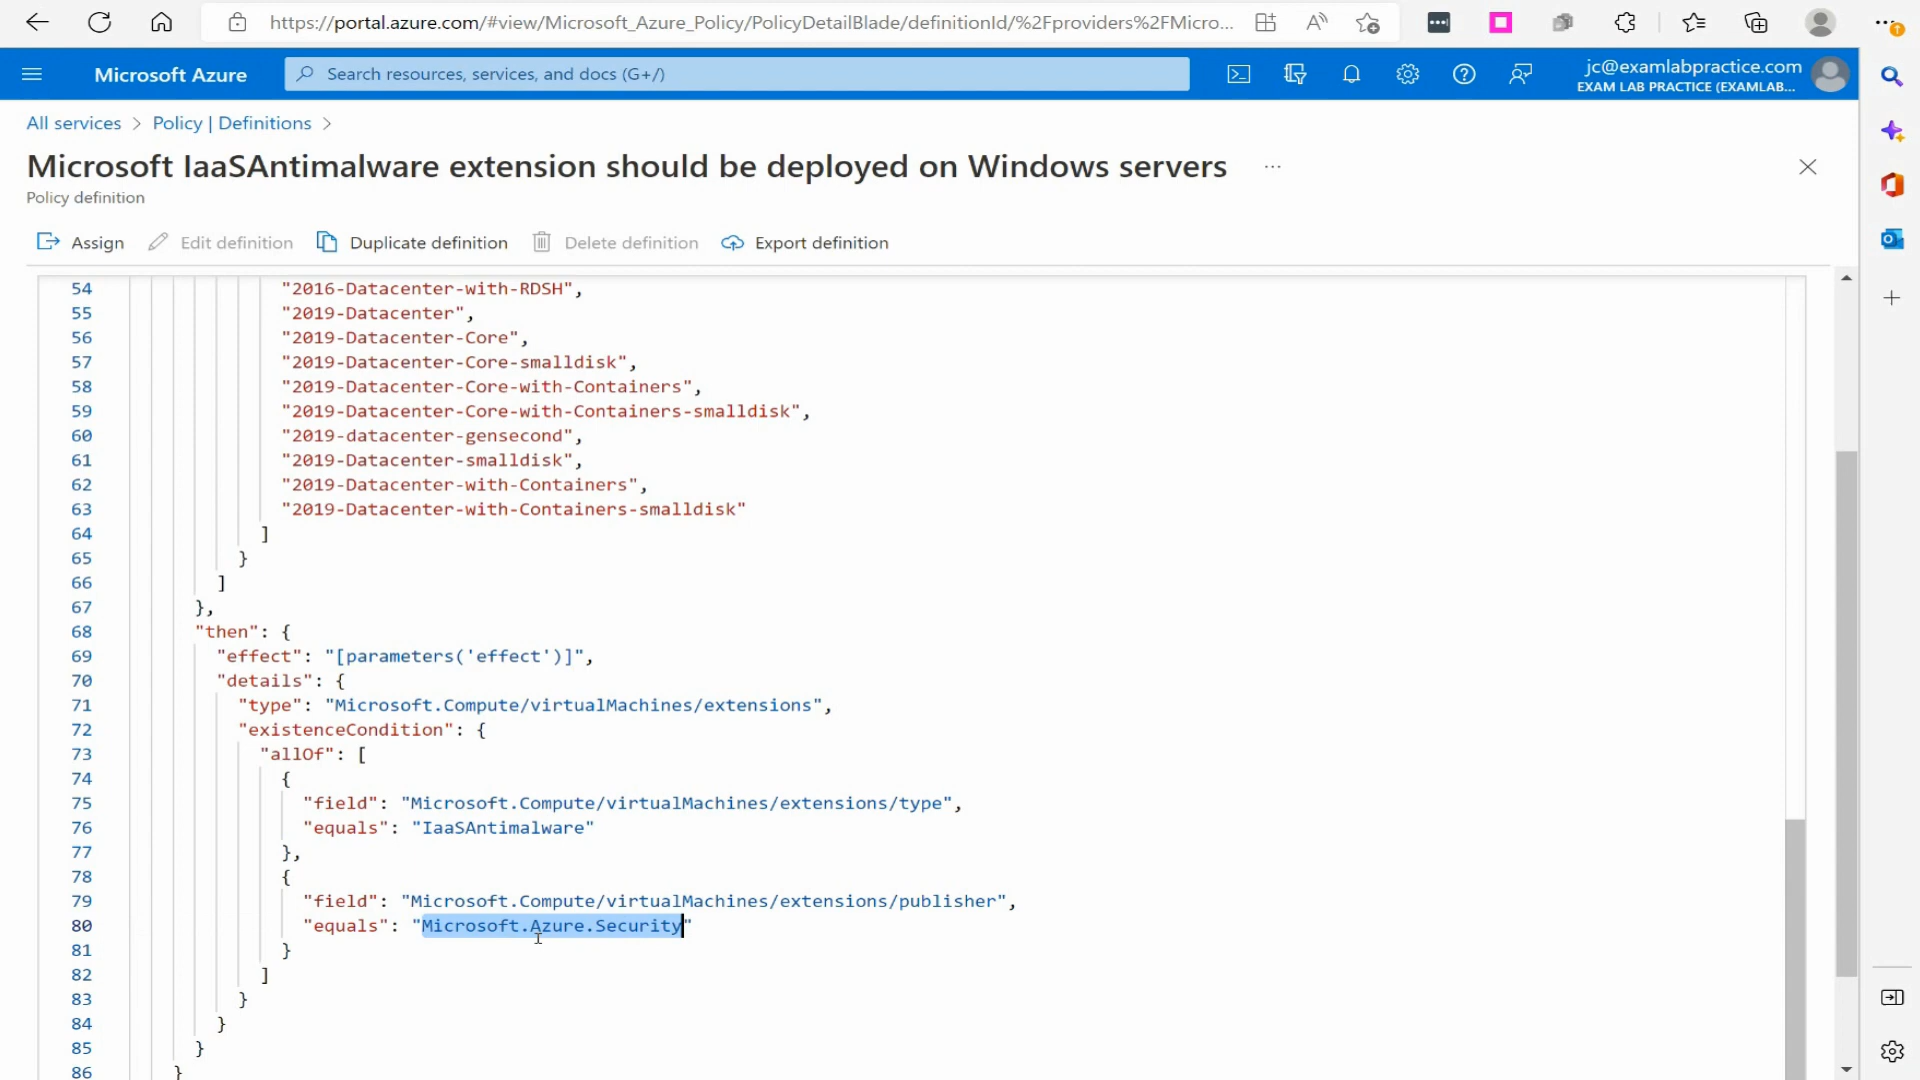 https://portal.azure.com/#view/Microsoft_Azure_Policy/PolicyDetailBlade/definitionId/%2Fproviders%2FMicro...
Microsoft Azure
Search resources, services, and docs (G+/)
jc@examlabpractice.com
EXAM LAB PRACTICE (EXAMLAB...
All services > Policy | Definitions >
Microsoft IaaSAntimalware extension should be deployed on Windows servers ...
Policy definition
Assign
Edit definition
Duplicate definition
Delete definition
Export definition
54 "2016-Datacenter-with-RDSH",
55 "2019-Datacenter",
56 "2019-Datacenter-Core",
57 "2019-Datacenter-Core-smalldisk",
58 "2019-Datacenter-Core-with-Containers",
59 "2019-Datacenter-Core-with-Containers-smalldisk",
60 "2019-datacenter-gensecond",
61 "2019-Datacenter-smalldisk",
62 "2019-Datacenter-with-Containers",
63 "2019-Datacenter-with-Containers-smalldisk"
64 ]
65 }
66 ]
67 },
68 "then": {
69 "effect": "[parameters('effect')]",
70 "details": {
71 "type": "Microsoft.Compute/virtualMachines/extensions",
72 "existenceCondition": {
73 "allOf": [
74 {
75 "field": "Microsoft.Compute/virtualMachines/extensions/type",
76 "equals": "IaaSAntimalware"
77 },
78 {
79 "field": "Microsoft.Compute/virtualMachines/extensions/publisher",
80 "equals": "Microsoft.Azure.Security"
81 }
82 ]
83 }
84 }
85 }
86 }